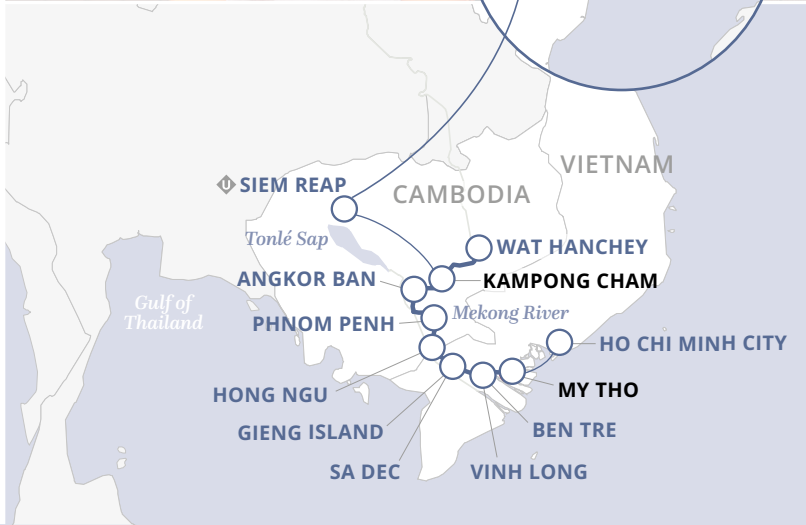 VIETNAM
U SIEM REAP
CAMBODIA
Tonlé Sap
WAT HANCHEY
ANGKOR BAN
KAMPONG CHAM
Gulf of
Thailand
Mekong River
PHNOM PENH
HO CHI MINH CITY
HONG NGU
MY THO
GIENG ISLAND
BEN TRE
SA DEC
VINH LONG